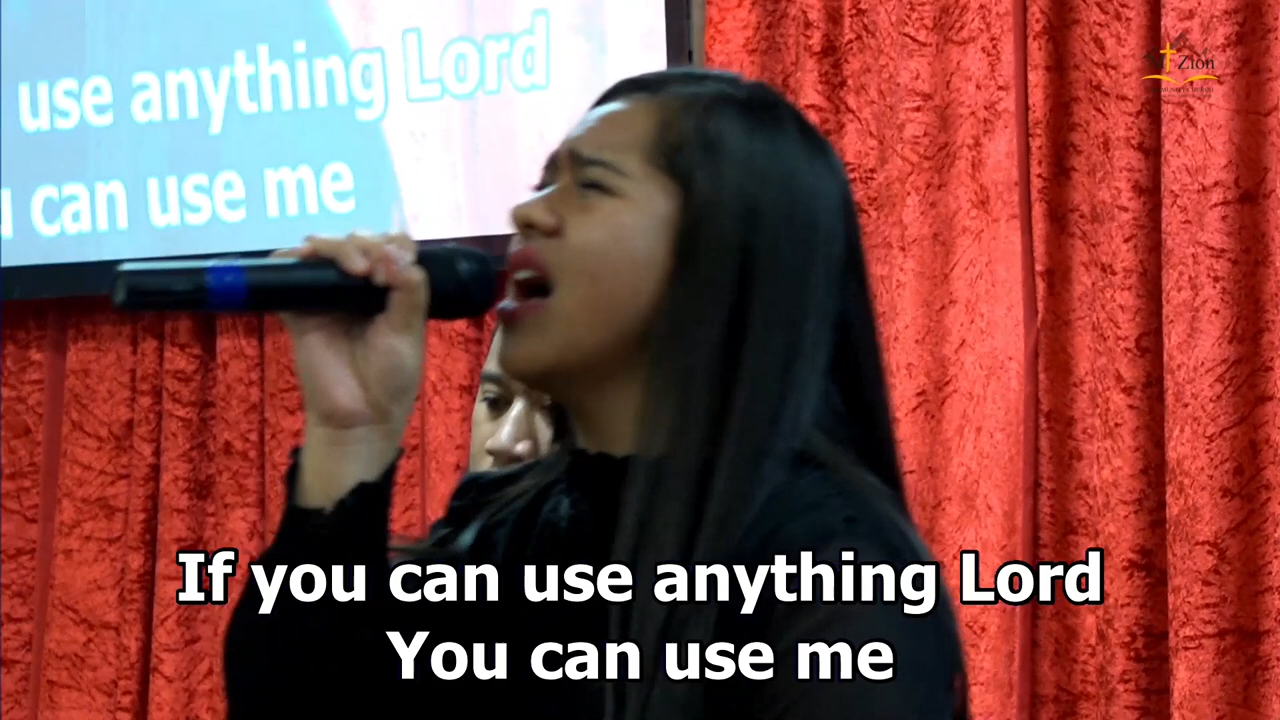 use anything Lord
can use me
Zion
If you can use anything Lord
You can use me